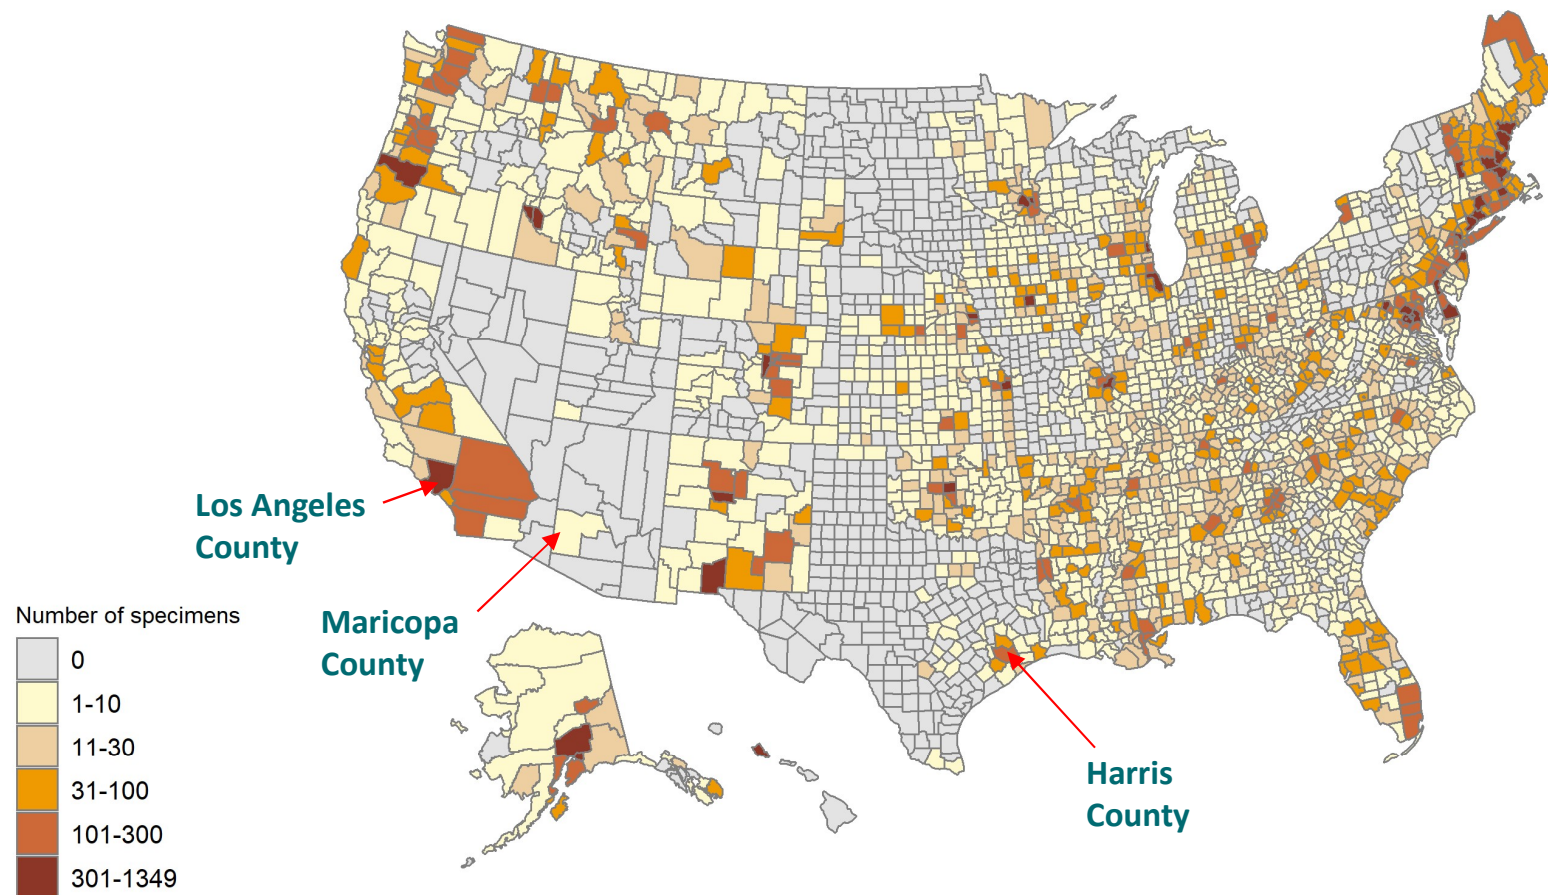 Los Angeles
County
Maricopa
County
Harris
County
Number of specimens
0
1-10
11-30
31-100
101-300
301-1349